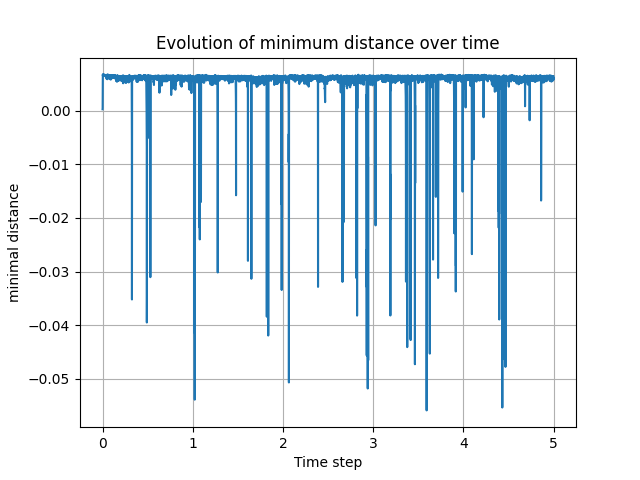 Evolution of minimum distance over time
0.00
−0.01
−0.02
−0.03
−0.04
−0.05
minimal distance
0 1 2 3 4 5
Time step